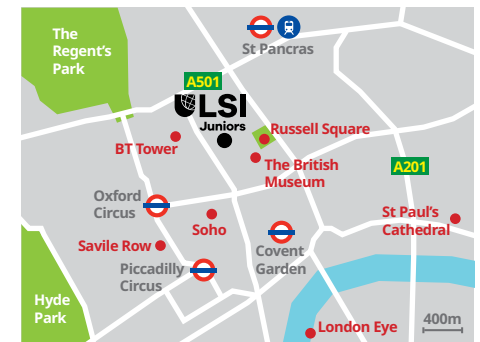 The
Regent's
Park
St Pancras
A501
LSI
Juniors
Russell Square
BT Tower
The British
Museum
A201
Oxford
Circus
Soho
St Paul's
Cathedral
Savile Row
Covent
Garden
Piccadilly
Circus
Hyde
Park
London Eye
400m